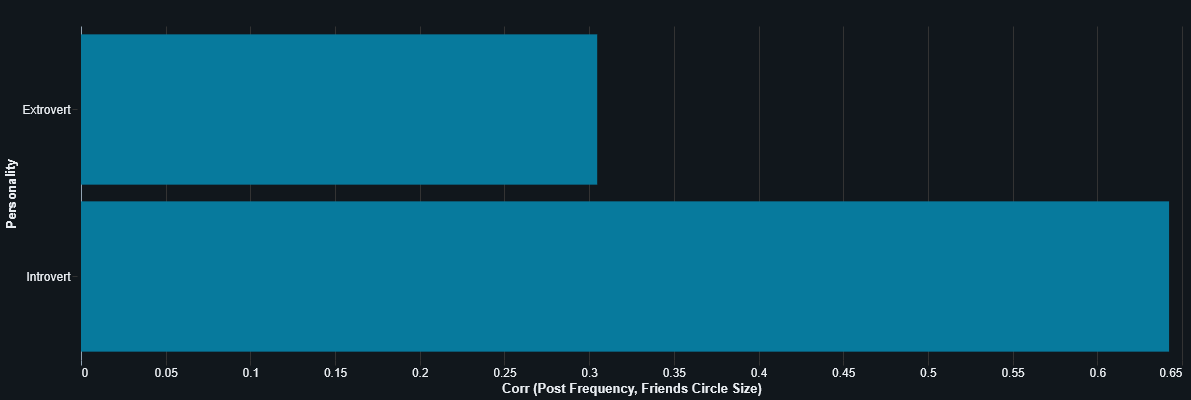 Personality
Extrovert
Introvert
0 0.05 0.1 0.15 0.2 0.25 0.3 0.35 0.4 0.45 0.5 0.55 0.6 0.65
Corr (Post Frequency, Friends Circle Size)